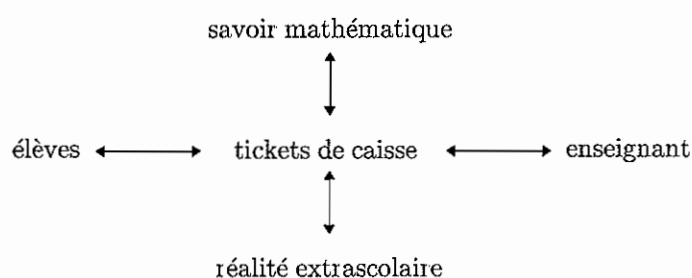 savoir mathématique
élèves tickets de caisse enseignant
réalité extrascolaire